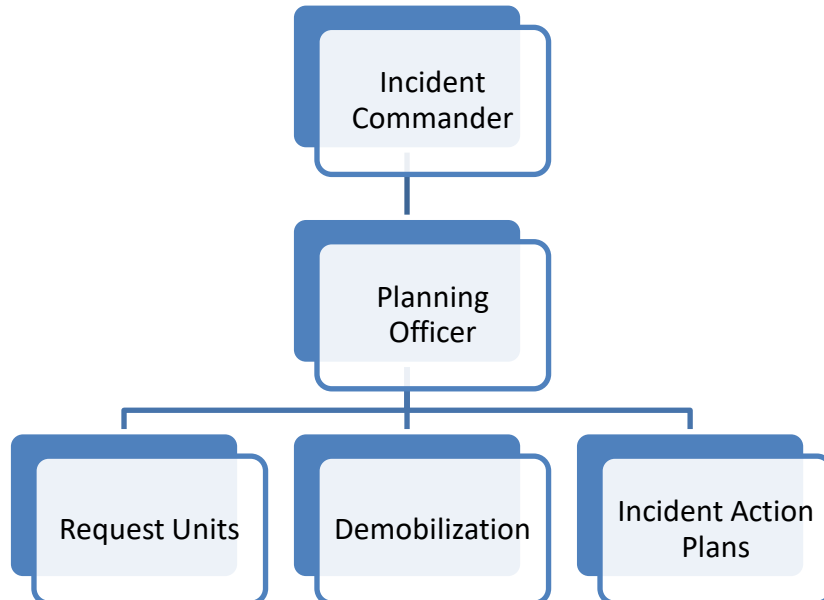 Incident
Commander
Planning
Officer
Request Units
Demobilization
Incident Action
Plans